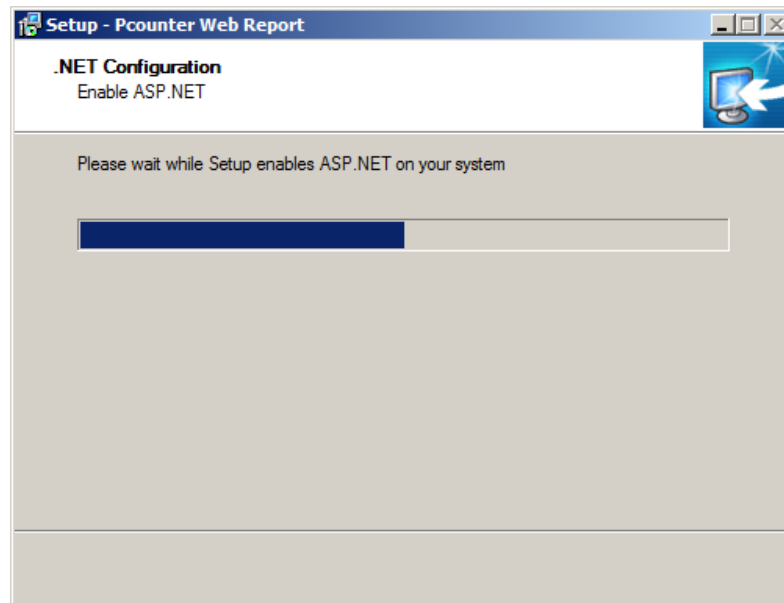 Setup - Pcounter Web Report
.NET Configuration
Enable ASP.NET
Please wait while Setup enables ASP.NET on your system